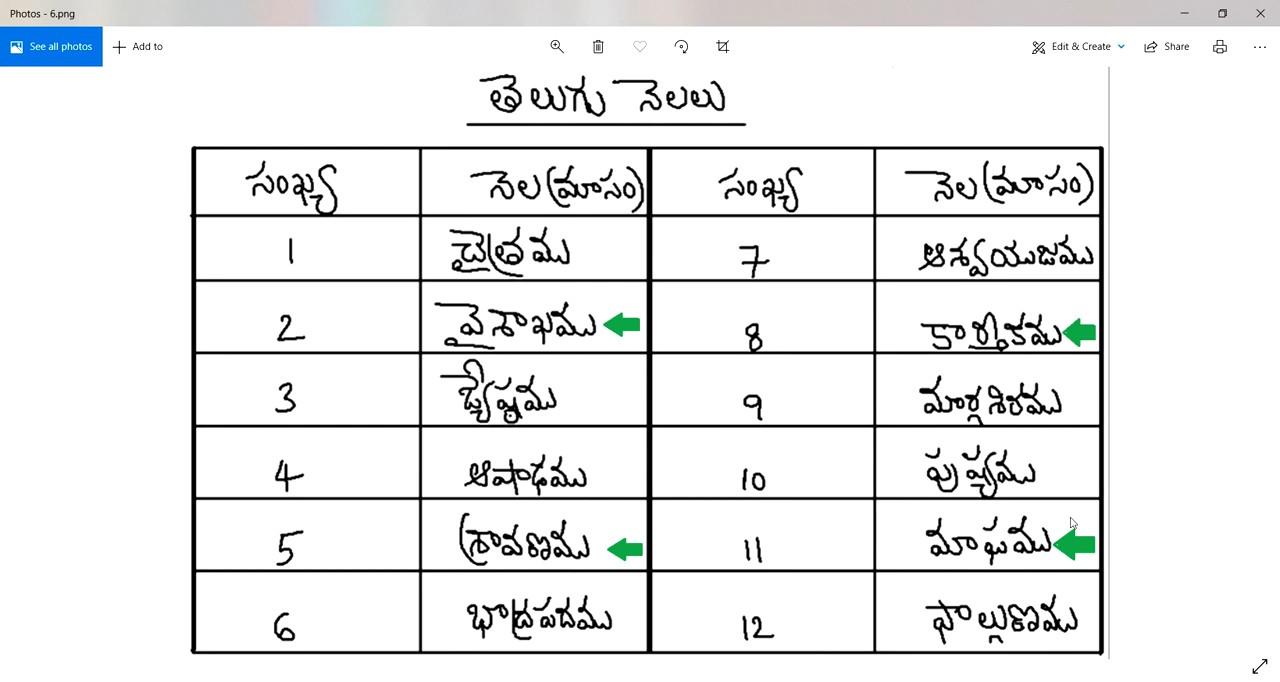 Photos - 6.png
See all photos
Add to
Edit & Create
Share
తెలుగు నెలలు
సంఖ్య నెల(మాసం) సంఖ్య నెల(మాసం)
1 చైత్రము 7 ఆశ్వయుజము
2 వైశాఖము 8 కార్తీకము
3 జ్యేష్ఠము 9 మార్గశిరము
4 ఆషాఢము 10 పుష్యము
5 శ్రావణము 11 మాఘము
6 భాద్రపదము 12 ఫాల్గుణము